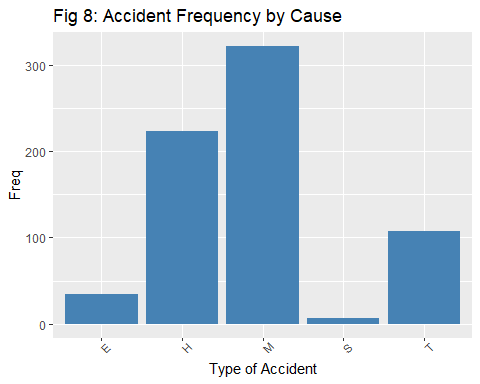 Fig 8: Accident Frequency by Cause
Freq
300
200
100
0
E
H
M
S
T
Type of Accident